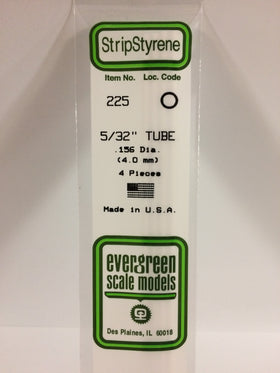 StripStyrene
Item No. Loc. Code
225
5/32" TUBE
.156 Dia.
(4.0 mm)
4 Pieces
Made in U.S.A.
evergreen
scale models
Des Plaines, IL 60018